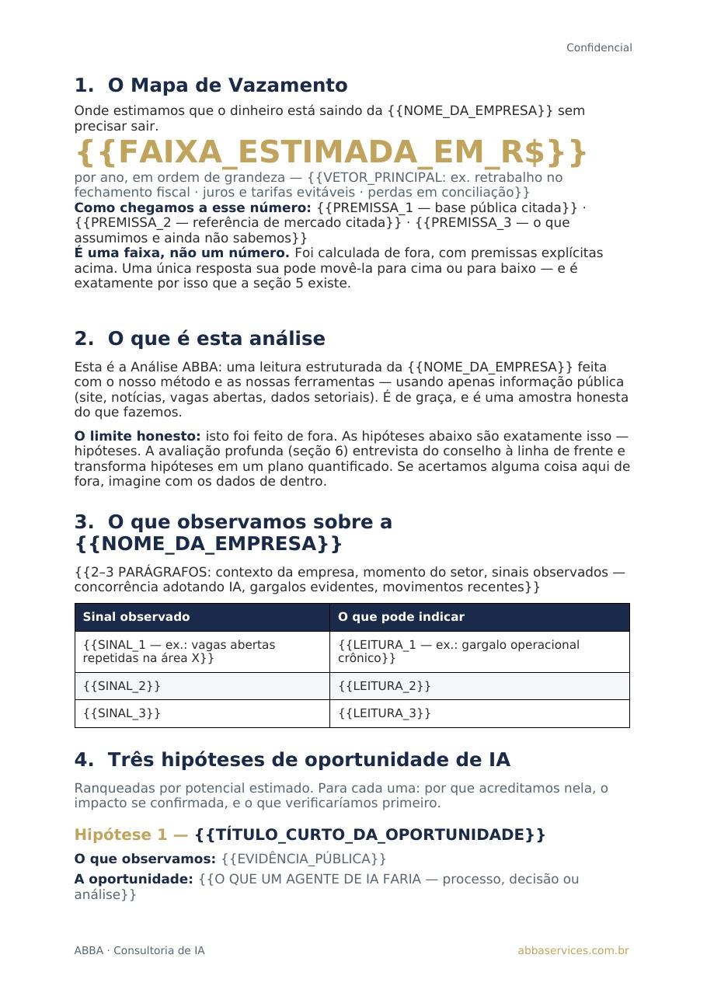 Confidencial
1. O Mapa de Vazamento
Onde estimamos que o dinheiro está saindo da {{NOME_DA_EMPRESA}} sem
precisar sair.
{{FAIXA_ESTIMADA_EM_R$}}
por ano, em ordem de grandeza — {{VETOR_PRINCIPAL: ex. retrabalho no
fechamento fiscal · juros e tarifas evitáveis · perdas em conciliação}}
Como chegamos a esse número: {{PREMISSA_1 — base pública citada}} ·
{{PREMISSA_2 — referência de mercado citada}} · {{PREMISSA_3 — o que
assumimos e ainda não sabemos}}
É uma faixa, não um número. Foi calculada de fora, com premissas explícitas
acima. Uma única resposta sua pode movê-la para cima ou para baixo — e é
exatamente por isso que a seção 5 existe.
2. O que é esta análise
Esta é a Análise ABBA: uma leitura estruturada da {{NOME_DA_EMPRESA}} feita
com o nosso método e as nossas ferramentas — usando apenas informação pública
(site, notícias, vagas abertas, dados setoriais). É de graça, e é uma amostra honesta
do que fazemos.
O limite honesto: isto foi feito de fora. As hipóteses abaixo são exatamente isso —
hipóteses. A avaliação profunda (seção 6) entrevista do conselho à linha de frente e
transforma hipóteses em um plano quantificado. Se acertamos alguma coisa aqui de
fora, imagine com os dados de dentro.
3. O que observamos sobre a
{{NOME_DA_EMPRESA}}
{{2–3 PARÁGRAFOS: contexto da empresa, momento do setor, sinais observados —
concorrência adotando IA, gargalos evidentes, movimentos recentes}}
Sinal observado
O que pode indicar
{{SINAL_1 — ex.: vagas abertas
repetidas na área X}}
{{LEITURA_1 — ex.: gargalo operacional
crônico}}
{{SINAL_2}}
{{LEITURA_2}}
{{SINAL_3}}
{{LEITURA_3}}
4. Três hipóteses de oportunidade de IA
Ranqueadas por potencial estimado. Para cada uma: por que acreditamos nela, o
impacto se confirmada, e o que verificaríamos primeiro.
Hipótese 1 — {{TÍTULO_CURTO_DA_OPORTUNIDADE}}
O que observamos: {{EVIDÊNCIA_PÚBLICA}}
A oportunidade: {{O QUE UM AGENTE DE IA FARIA — processo, decisão ou
análise}}
ABBA · Consultoria de IA
abbaservices.com.br